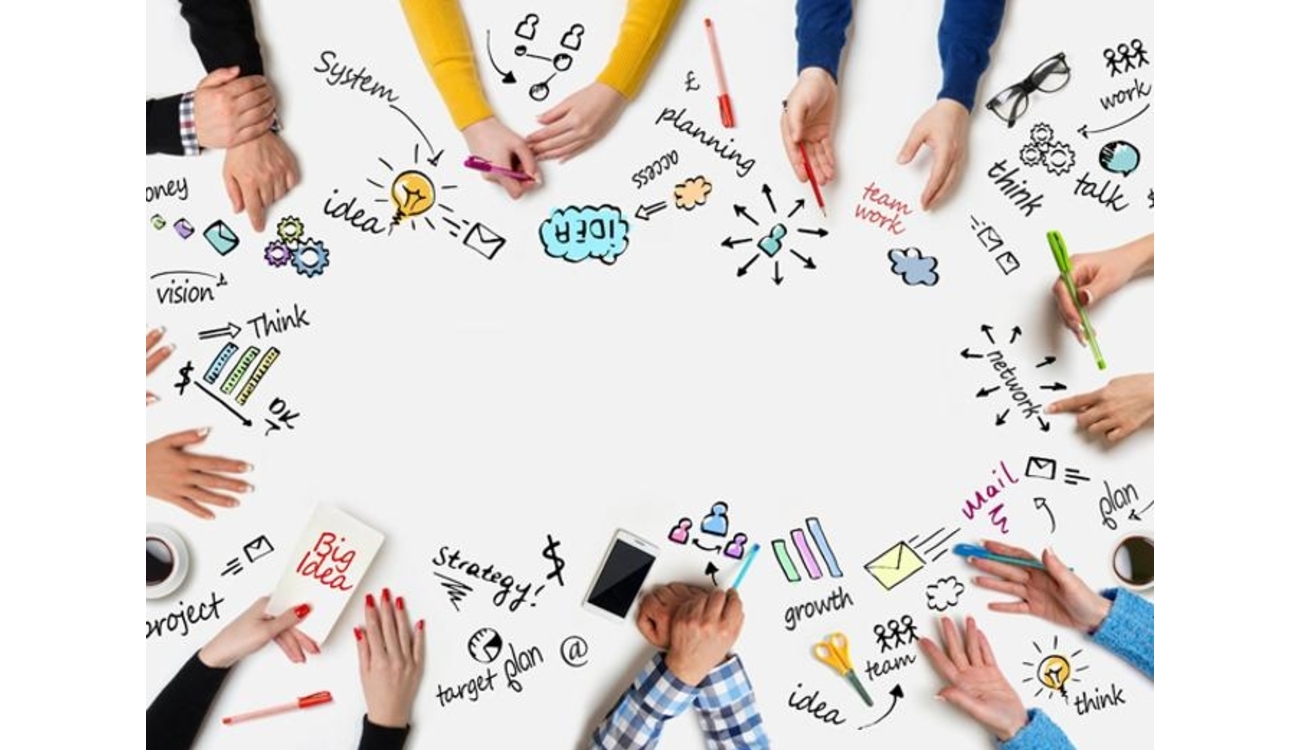 System
£
planning
work
think
talk
$
access
idea
IDEA
team
work
oney
vision
Think
$
OK
network
mail
plan
Big
Idea
project
strategy!
$
target plan
@
growth
team
idea
think